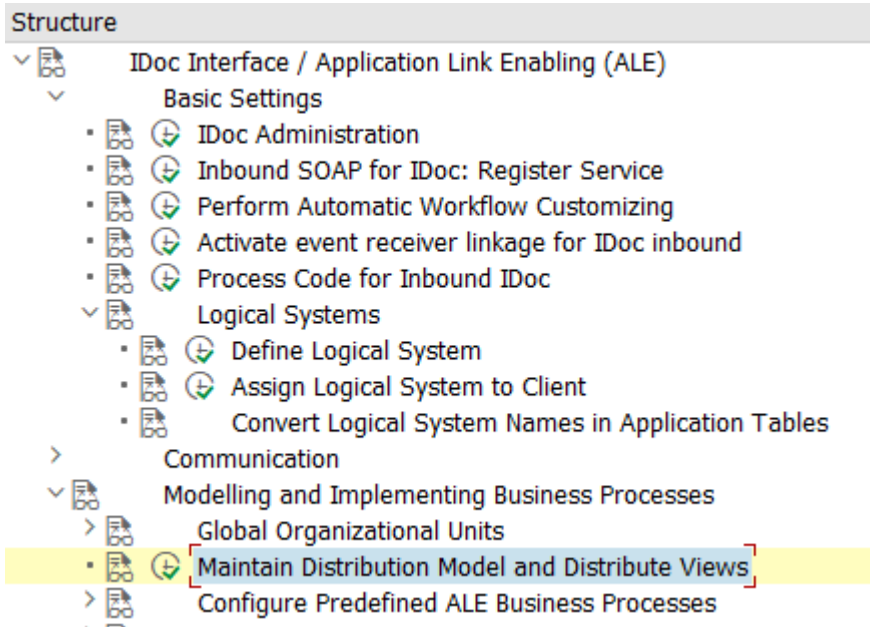 Structure
IDoc Interface / Application Link Enabling (ALE)
Basic Settings
IDoc Administration
Inbound SOAP for IDoc: Register Service
Perform Automatic Workflow Customizing
Activate event receiver linkage for IDoc inbound
Process Code for Inbound IDoc
Logical Systems
Define Logical System
Assign Logical System to Client
Convert Logical System Names in Application Tables
Communication
Modelling and Implementing Business Processes
Global Organizational Units
Maintain Distribution Model and Distribute Views
Configure Predefined ALE Business Processes